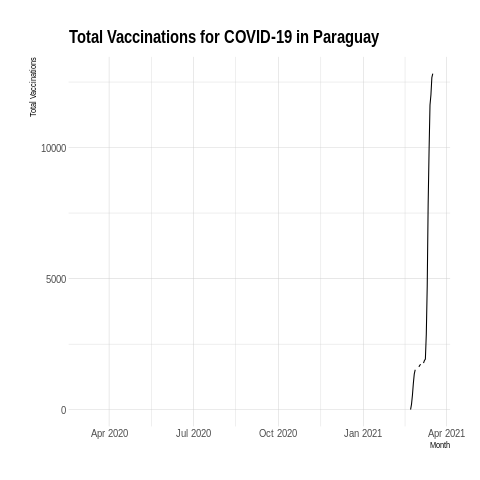 Total Vaccinations for COVID-19 in Paraguay
Total Vaccinations
10000
5000
0
Apr 2020 Jul 2020 Oct 2020 Jan 2021 Apr 2021
Month